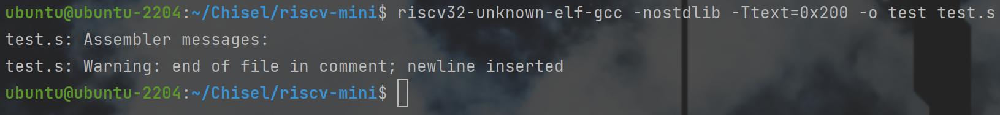 ubuntu@ubuntu-2204:~/Chisel/riscv-mini$ riscv32-unknown-elf-gcc -nostdlib -Ttext=0x200 -o test test.s
test.s: Assembler messages:
test.s: Warning: end of file in comment; newline inserted
ubuntu@ubuntu-2204:~/Chisel/riscv-mini$